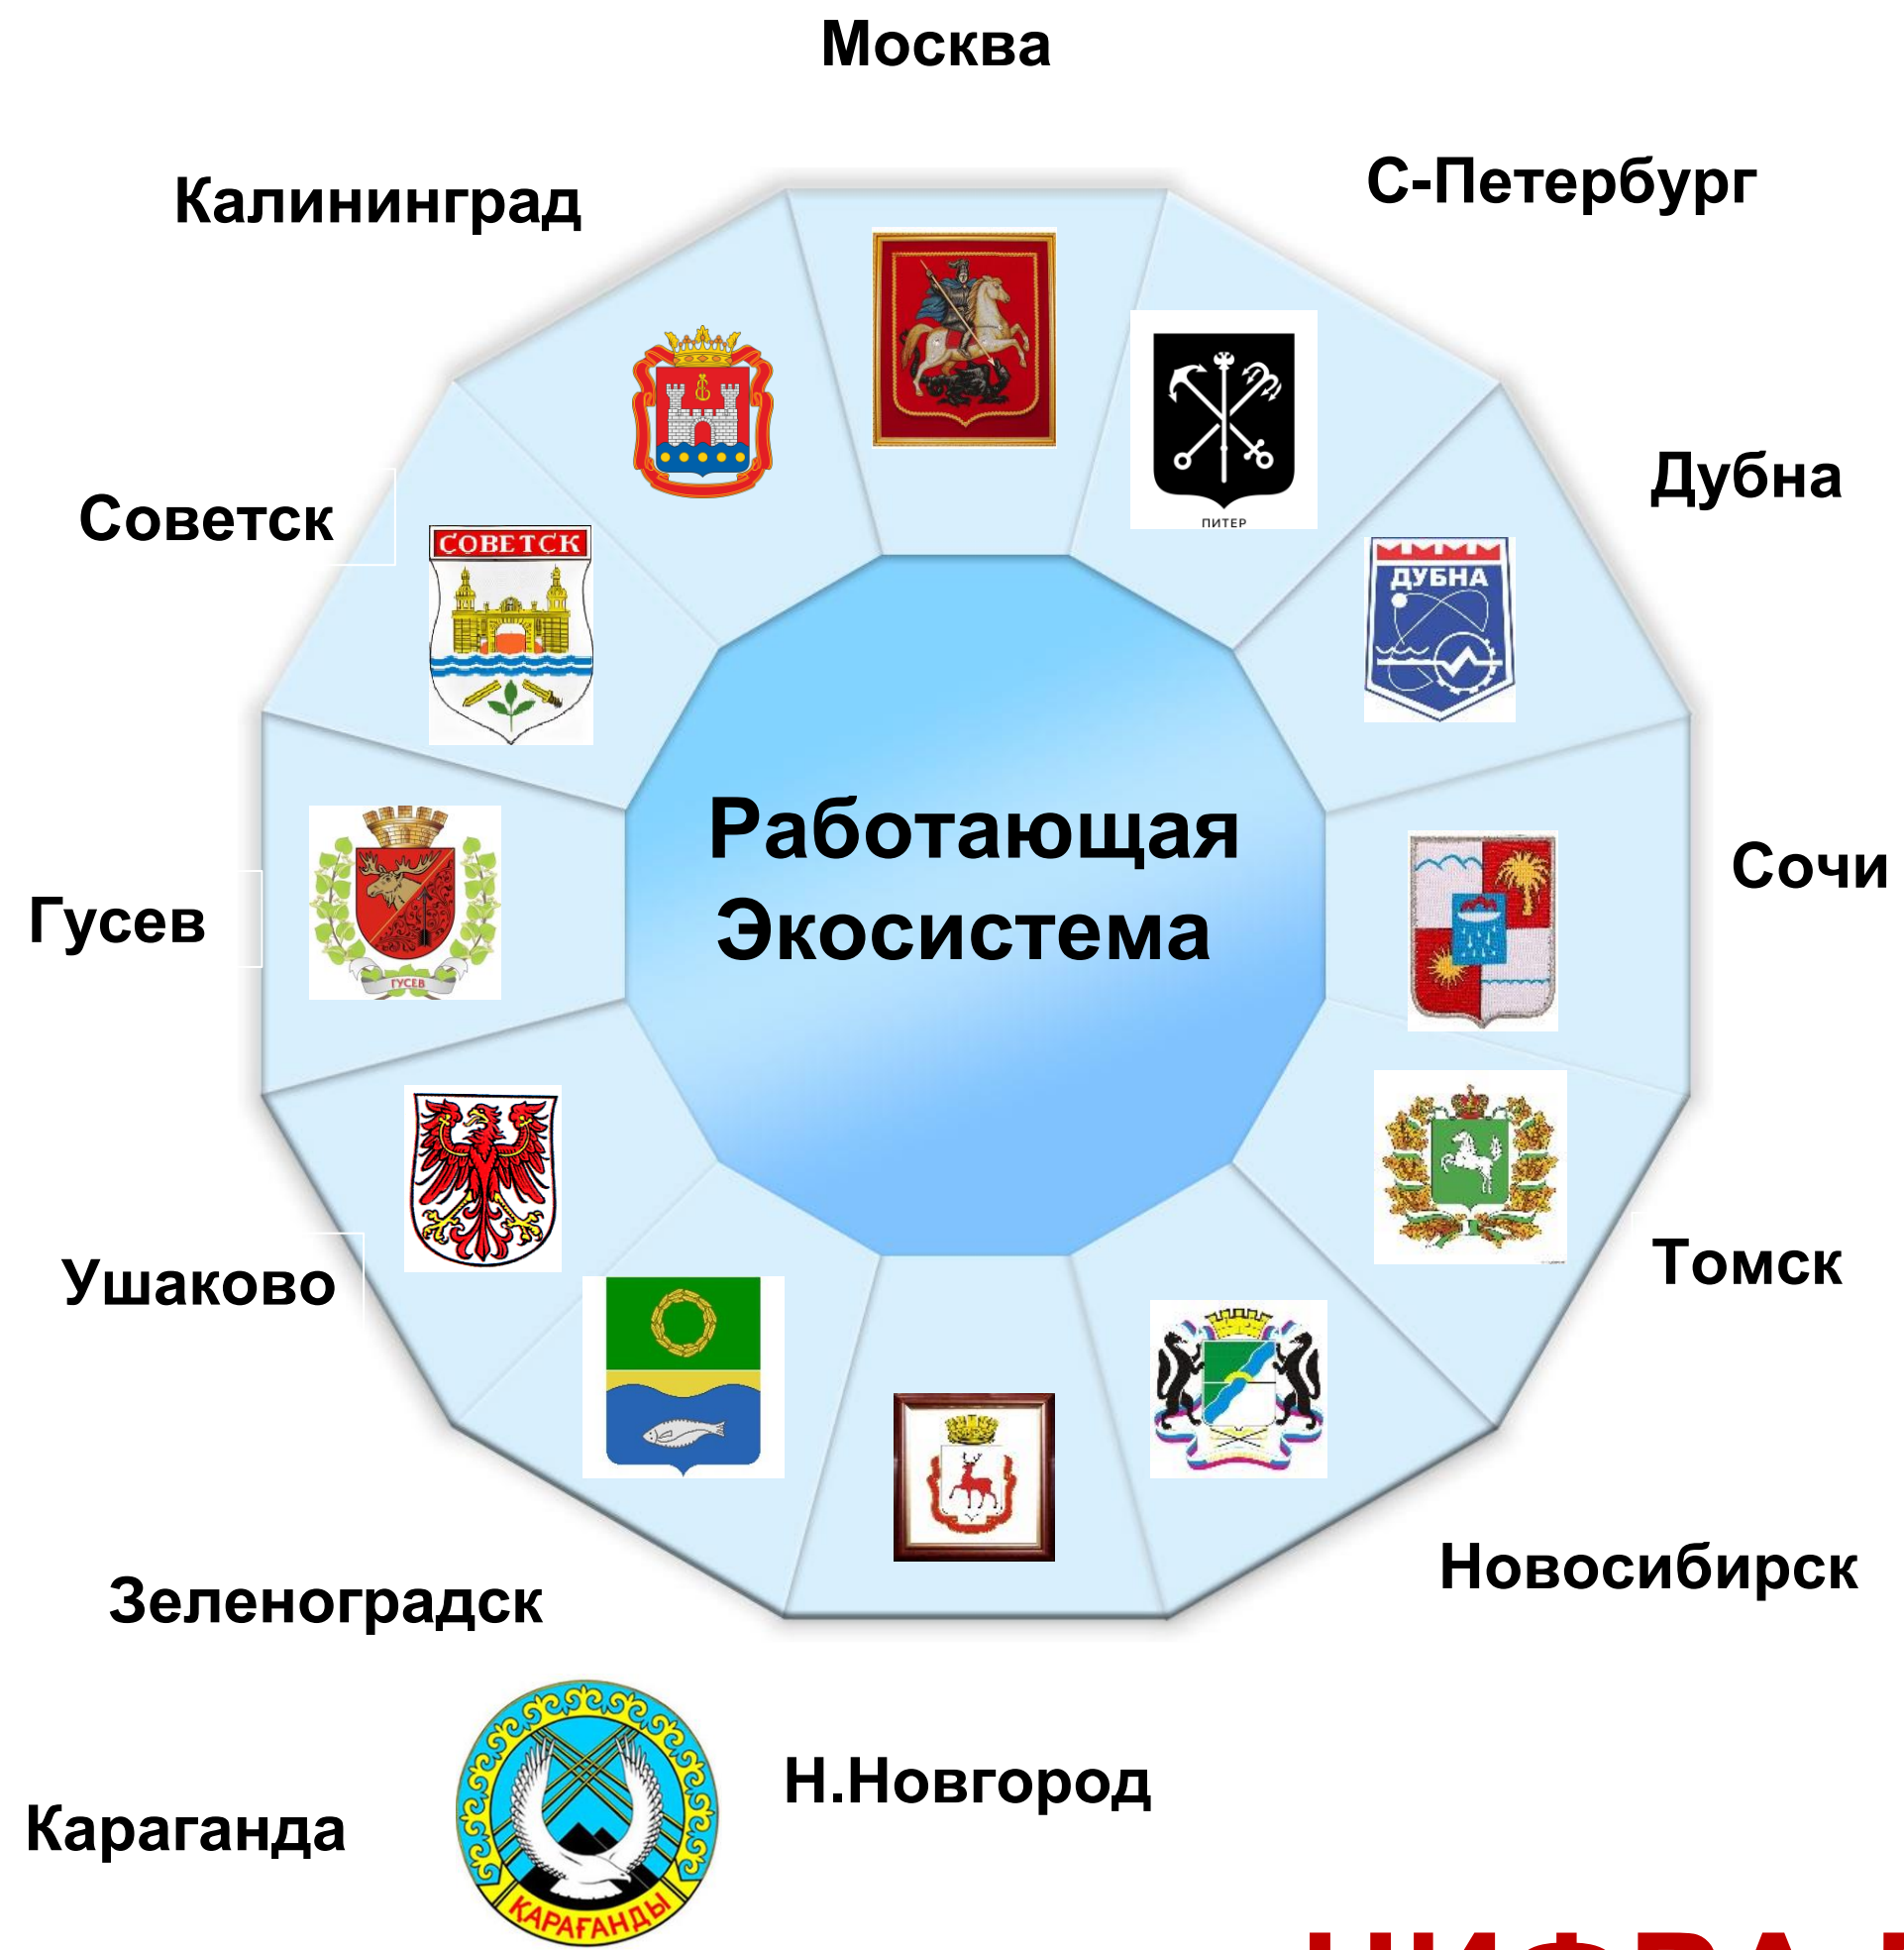 Москва
С-Петербург
Калининград
ПИТЕР
Дубна
ДУБНА
Советск
СОВЕТСК
Работающая
Экосистема
Сочи
Гусев
ГУСЕВ
Томск
Ушаково
Новосибирск
Зеленоградск
Н.Новгород
Караганда
ҚАРАҒАНДЫ